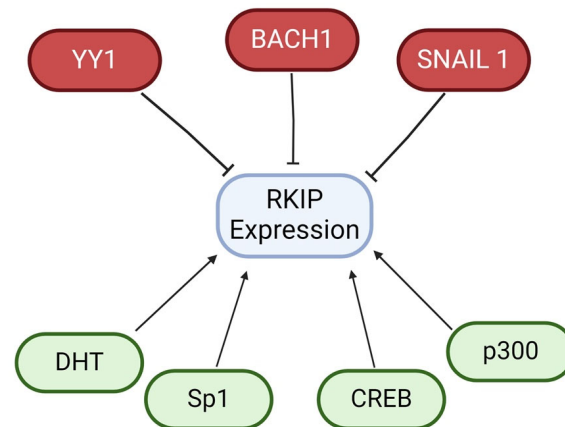 YY1
BACH1
SNAIL 1
RKIP
Expression
DHT
Sp1
CREB
p300